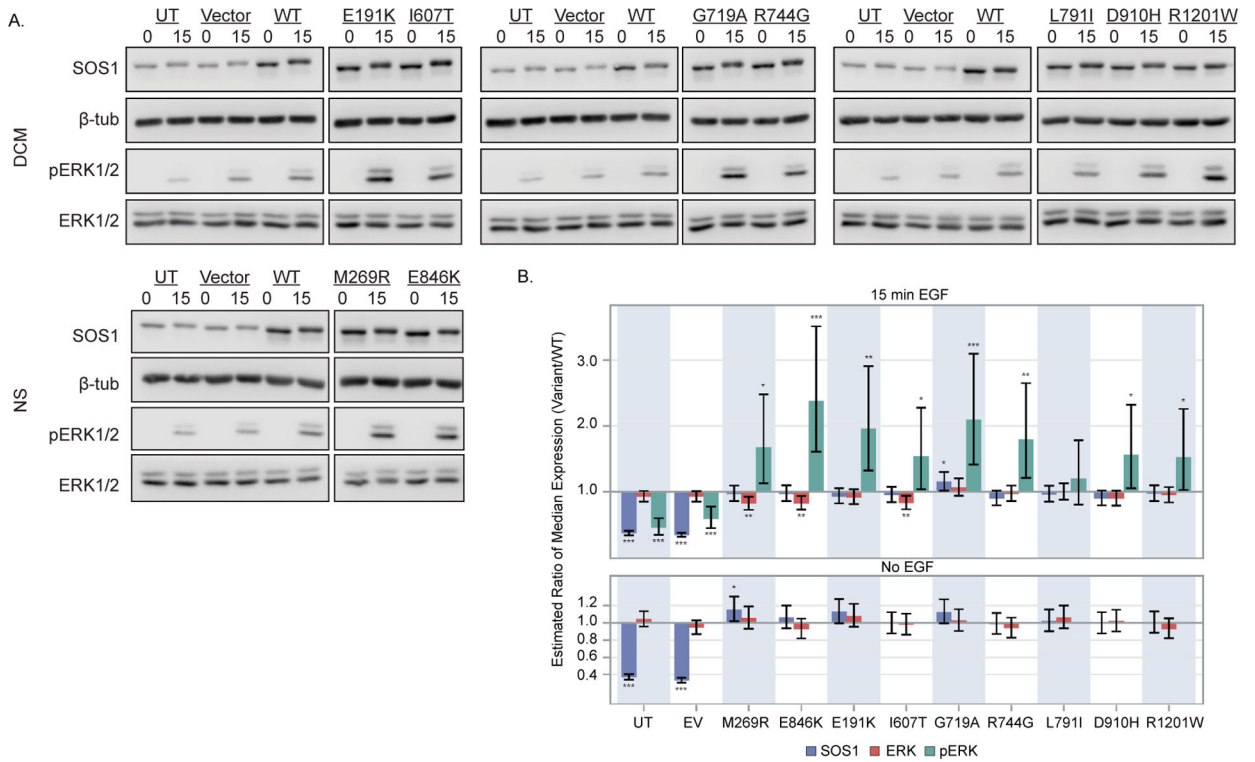 A.
UT Vector WT E191K I607T UT Vector WT G719A R744G UT Vector WT L791I D910H R1201W
0 15 0 15 0 15 0 15 0 15 0 15 0 15 0 15 0 15 0 15 0 15 0 15 0 15 0 15 0 15 0 15
SOS1
β-tub
pERK1/2
ERK1/2
DCM
UT Vector WT M269R E846K
0 15 0 15 0 15 0 15 0 15
SOS1
β-tub
pERK1/2
ERK1/2
NS
B.
15 min EGF
Estimated Ratio of Median Expression (Variant/WT)
3.0
2.0
1.0
*** *** *** *** * ** *** ** ** * ** * *** ** * *
No EGF
1.2
1.0
0.8
0.6
0.4
*** *** *
UT EV M269R E846K E191K I607T G719A R744G L791I D910H R1201W
SOS1 ERK pERK